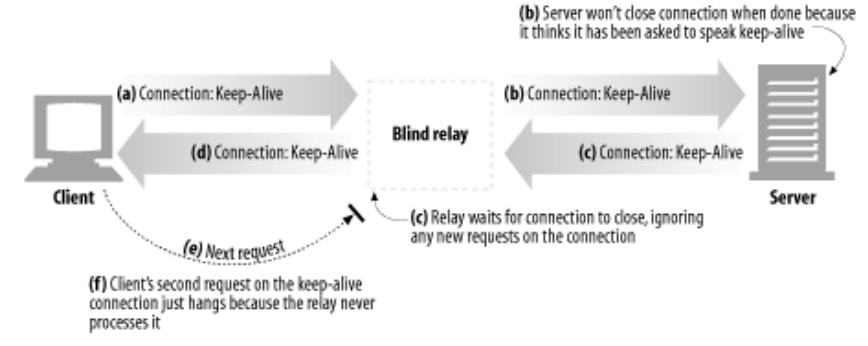 (b) Server won't close connection when done because
it thinks it has been asked to speak keep-alive
(a) Connection: Keep-Alive
(b) Connection: Keep-Alive
Blind relay
(d) Connection: Keep-Alive
(c) Connection: Keep-Alive
Client
Server
(c) Relay waits for connection to close, ignoring
any new requests on the connection
(e) Next request
(f) Client's second request on the keep-alive
connection just hangs because the relay never
processes it